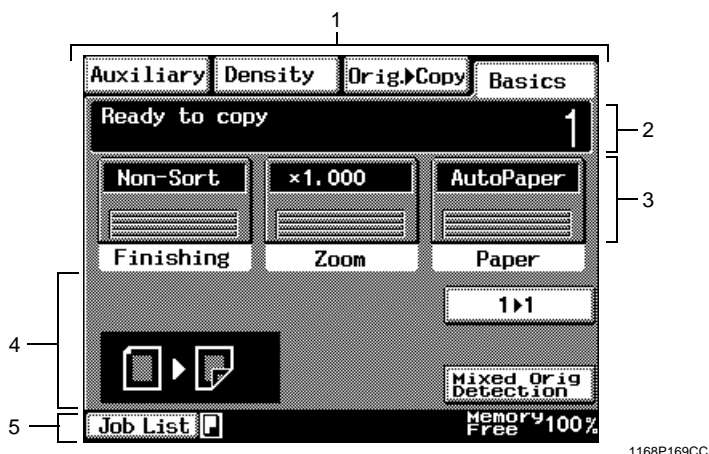 1
Auxiliary Density Orig.▶Copy Basics
Ready to copy 1
2
Non-Sort ×1.000 AutoPaper
3
Finishing Zoom Paper
1▶1
4
Mixed Orig
Detection
5
Job List Memory
Free 100%
1168P169CC